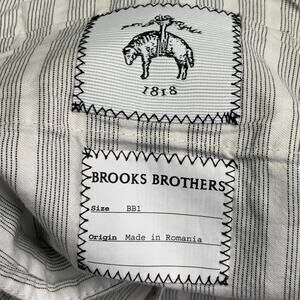 1818
BROOKS BROTHERS
Size BB1
Origin Made in Romania